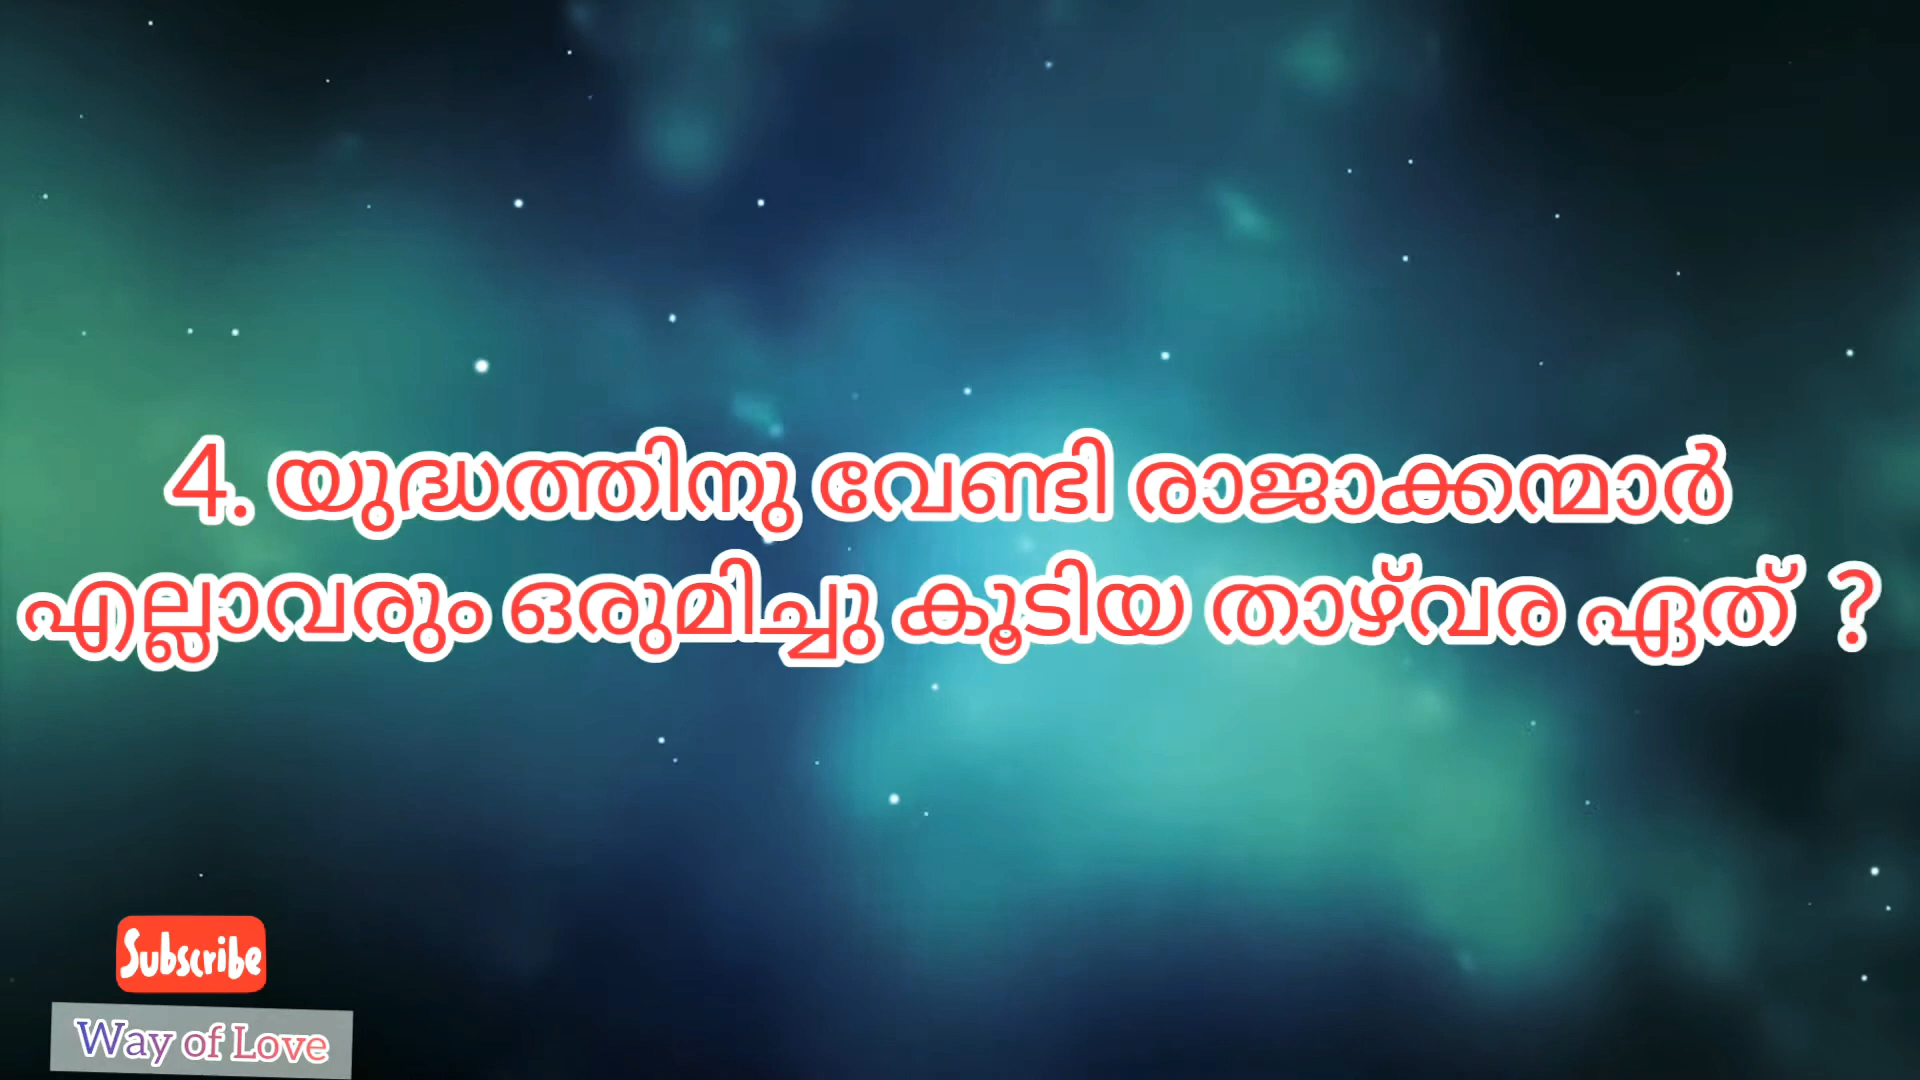 4. യുദ്ധത്തിനു വേണ്ടി രാജാക്കന്മാർ
എല്ലാവരും ഒരുമിച്ചു കൂടിയ താഴ്‌വര ഏത് ?
Subscribe
Way of Love